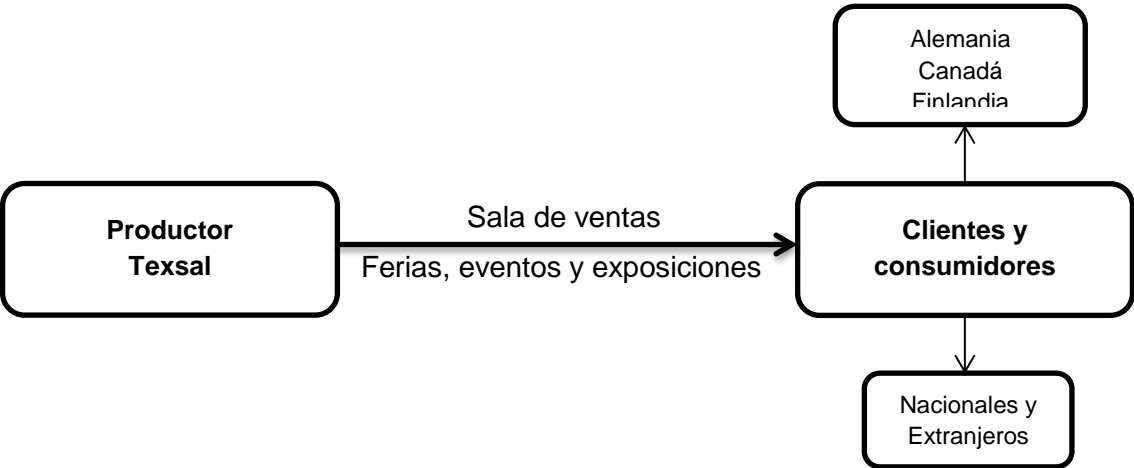 Alemania
Canadá
Finlandia
Productor
Texsal
Sala de ventas
Ferias, eventos y exposiciones
Clientes y
consumidores
Nacionales y
Extranjeros